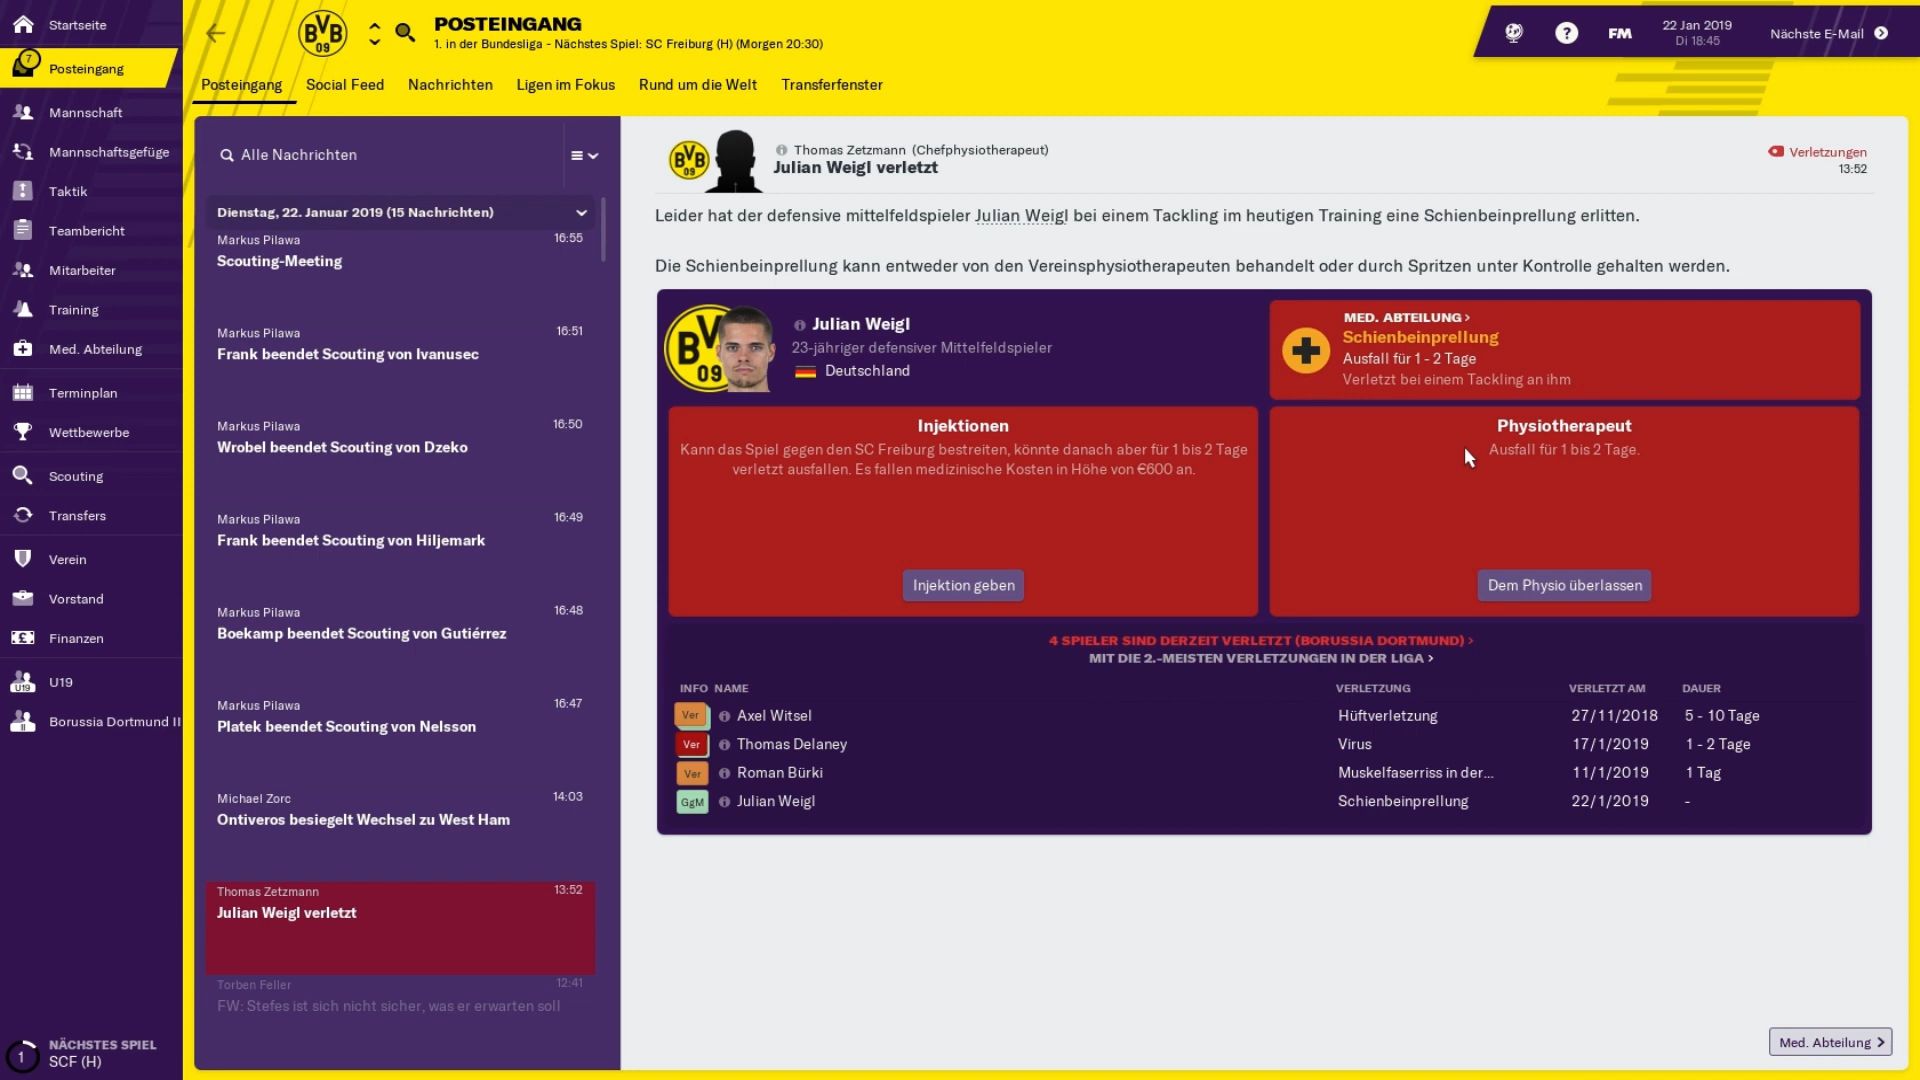 Startseite
7
Posteingang
Mannschaft
Mannschaftsgefüge
Taktik
Teambericht
Mitarbeiter
Training
Med. Abteilung
Terminplan
Wettbewerbe
Scouting
Transfers
Verein
Vorstand
Finanzen
U19
U19
II
Borussia Dortmund II
1
NÄCHSTES SPIEL
SCF (H)
BVB
09
POSTEINGANG
1. in der Bundesliga - Nächstes Spiel: SC Freiburg (H) (Morgen 20:30)
?
FM
22 Jan 2019
Di 18:45
Nächste E-Mail
Posteingang
Social Feed
Nachrichten
Ligen im Fokus
Rund um die Welt
Transferfenster
Alle Nachrichten
Dienstag, 22. Januar 2019 (15 Nachrichten)
Markus Pilawa 16:55
Scouting-Meeting
Markus Pilawa 16:51
Frank beendet Scouting von Ivanusec
Markus Pilawa 16:50
Wrobel beendet Scouting von Dzeko
Markus Pilawa 16:49
Frank beendet Scouting von Hiljemark
Markus Pilawa 16:48
Boekamp beendet Scouting von Gutiérrez
Markus Pilawa 16:47
Platek beendet Scouting von Nelsson
Michael Zorc 14:03
Ontiveros besiegelt Wechsel zu West Ham
Thomas Zetzmann 13:52
Julian Weigl verletzt
Torben Feller 12:41
FW: Stefes ist sich nicht sicher, was er erwarten soll
BVB
09
Thomas Zetzmann (Chefphysiotherapeut)
Julian Weigl verletzt
Verletzungen
13:52
Leider hat der defensive mittelfeldspieler Julian Weigl bei einem Tackling im heutigen Training eine Schienbeinprellung erlitten.
Die Schienbeinprellung kann entweder von den Vereinsphysiotherapeuten behandelt oder durch Spritzen unter Kontrolle gehalten werden.
BV
09
Julian Weigl
23-jähriger defensiver Mittelfeldspieler
Deutschland
MED. ABTEILUNG >
Schienbeinprellung
Ausfall für 1 - 2 Tage
Verletzt bei einem Tackling an ihm
Injektionen
Kann das Spiel gegen den SC Freiburg bestreiten, könnte danach aber für 1 bis 2 Tage
verletzt ausfallen. Es fallen medizinische Kosten in Höhe von €600 an.
Injektion geben
Physiotherapeut
Ausfall für 1 bis 2 Tage.
Dem Physio überlassen
4 SPIELER SIND DERZEIT VERLETZT (BORUSSIA DORTMUND) >
MIT DIE 2.-MEISTEN VERLETZUNGEN IN DER LIGA >
INFO NAME VERLETZUNG VERLETZT AM DAUER
Ver Axel Witsel Hüftverletzung 27/11/2018 5 - 10 Tage
Ver Thomas Delaney Virus 17/1/2019 1 - 2 Tage
Ver Roman Bürki Muskelfaserriss in der... 11/1/2019 1 Tag
GgM Julian Weigl Schienbeinprellung 22/1/2019 -
Med. Abteilung >